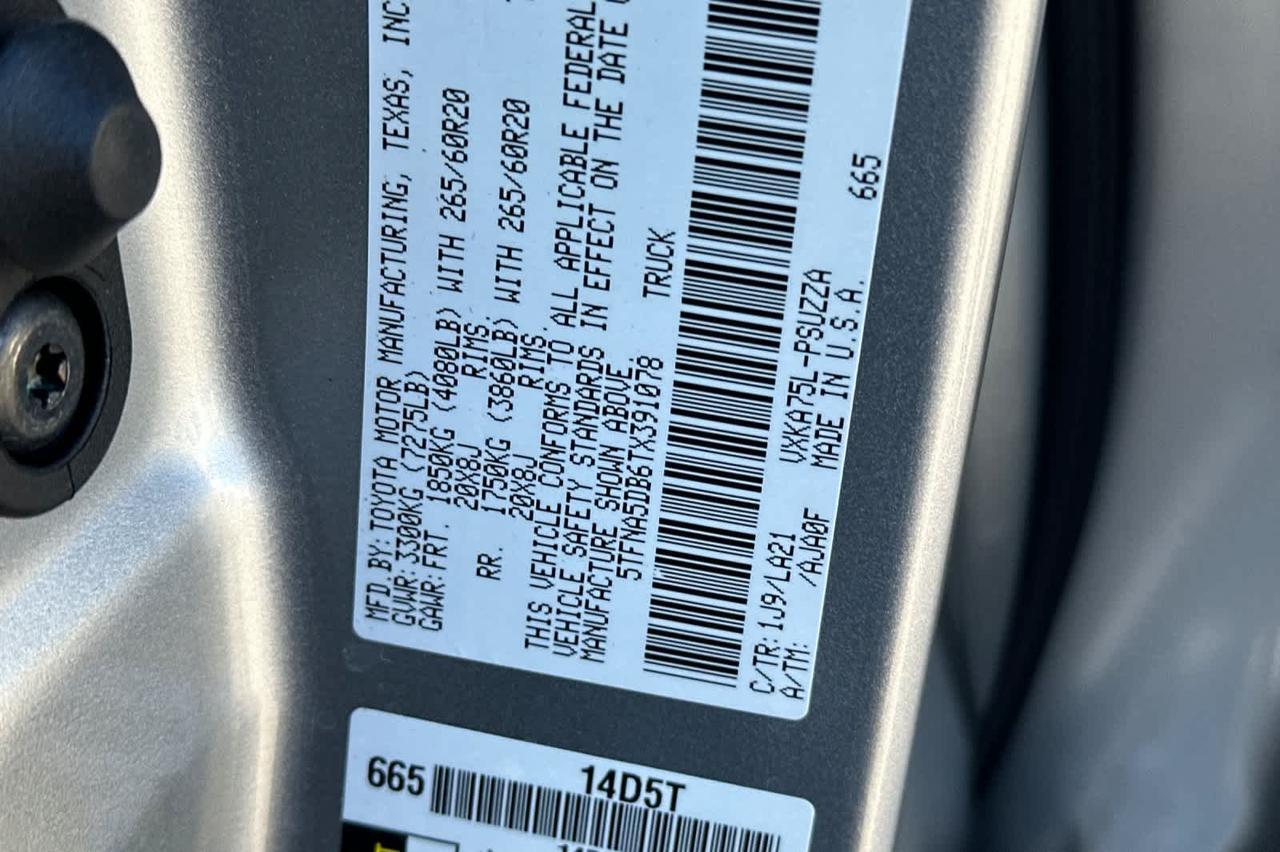 MFD.BY:TOYOTA MOTOR MANUFACTURING, TEXAS, INC
GVWR:3300KG (7275LB)
GAWR:FRT. 1850KG (4080LB) WITH 265/60R20
20X8J RIMS,
RR. 1750KG (3860LB) WITH 265/60R20
20X8J RIMS.
THIS VEHICLE CONFORMS TO ALL APPLICABLE FEDERAL
VEHICLE SAFETY STANDARDS IN EFFECT ON THE DATE
MANUFACTURE SHOWN ABOVE.
5TFNA5DB6TX391078 TRUCK
C/TR:1J9/LA21 VXKA75L-PSUZZA 665
A/TM: /AJA0F MADE IN U.S.A.
665 14D5T